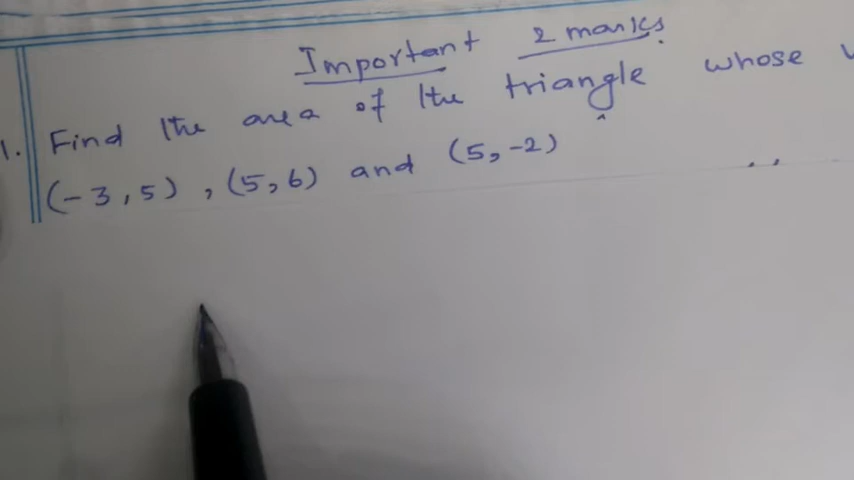 Important 2 marks.
1. Find the area of the triangle whose
(-3, 5), (5, 6) and (5, -2)